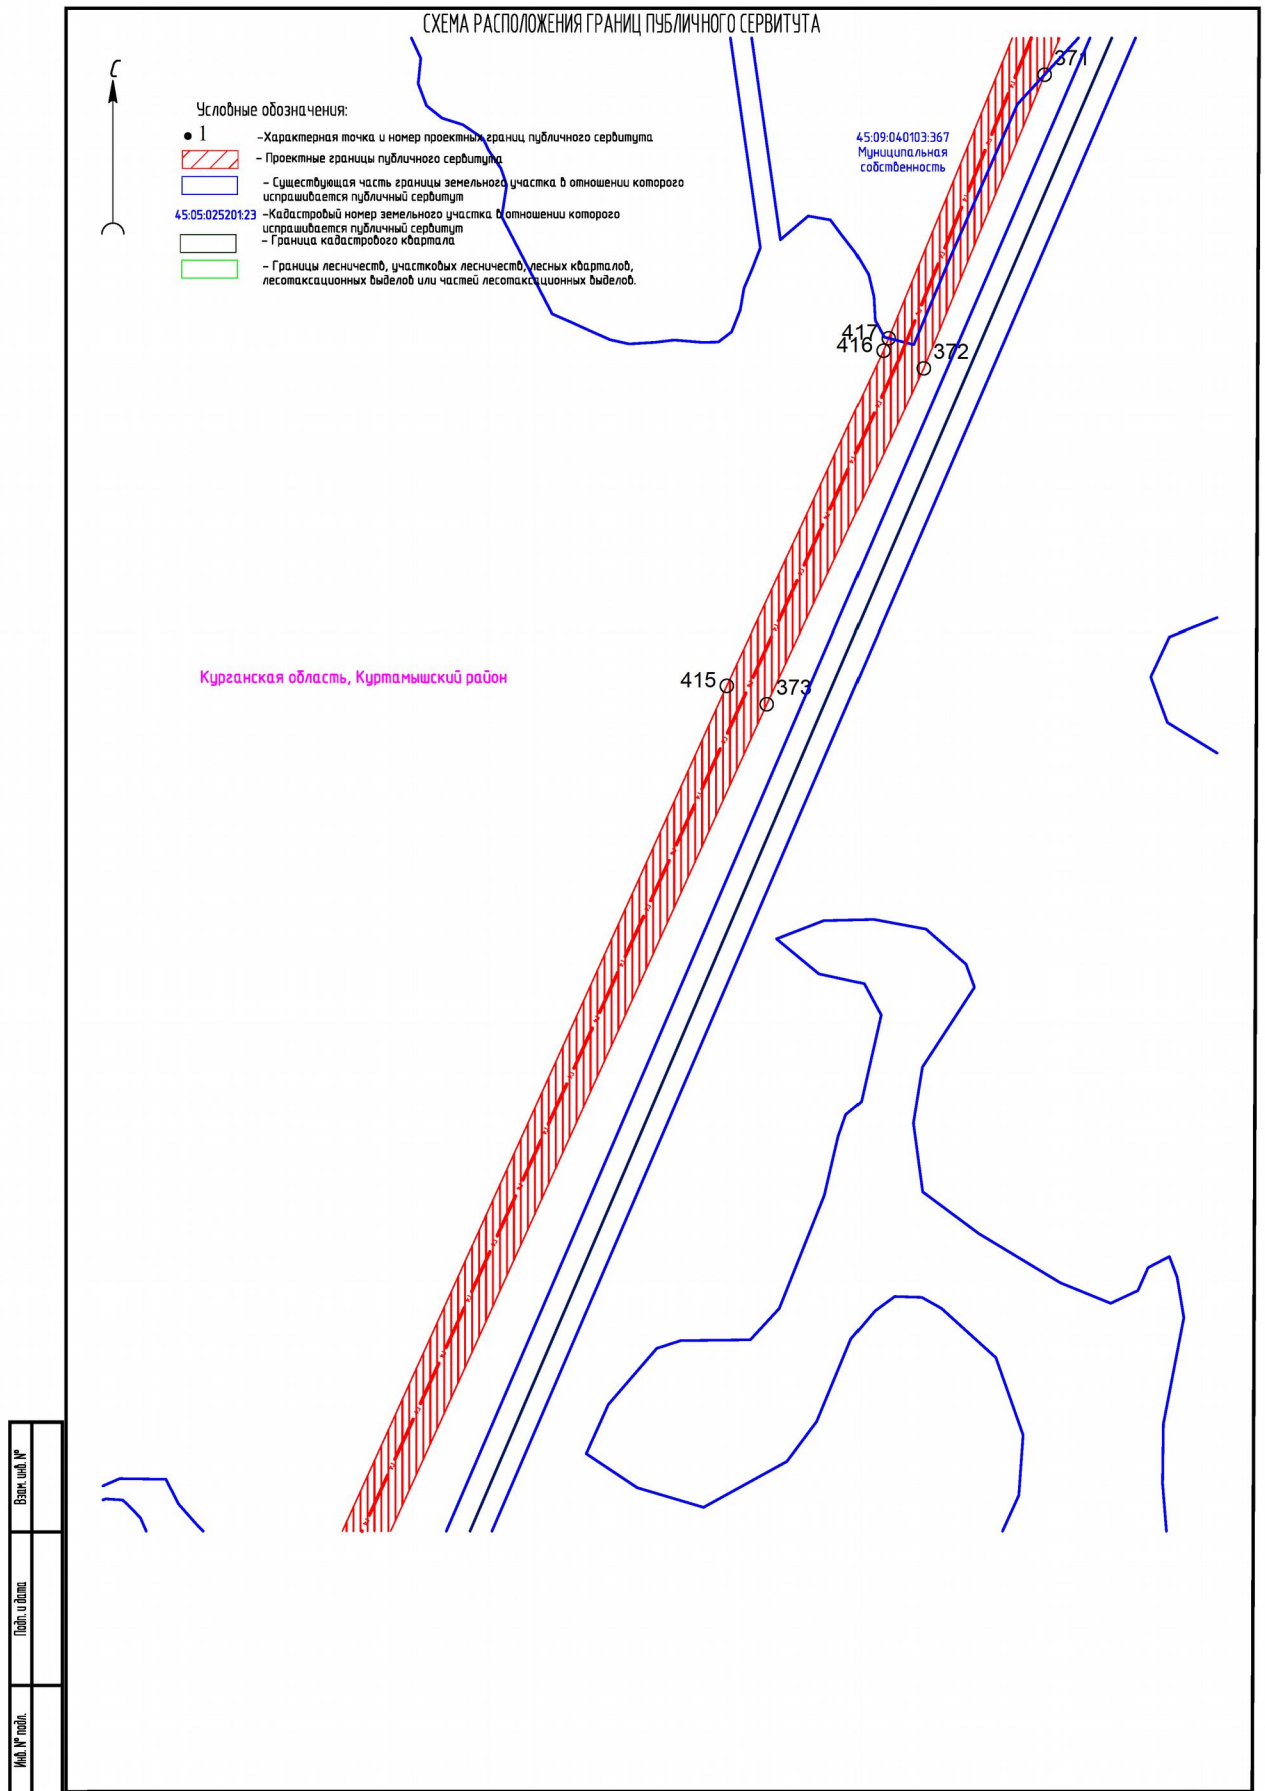 СХЕМА РАСПОЛОЖЕНИЯ ГРАНИЦ ПУБЛИЧНОГО СЕРВИТУТА
С
Условные обозначения:
1 -Характерная точка и номер проектных границ публичного сервитута
- Проектные границы публичного сервитута
- Существующая часть границы земельного участка в отношении которого
испрашивается публичный сервитут
45:05:025201:23 -Кадастровый номер земельного участка в отношении которого
испрашивается публичный сервитут
- Граница кадастрового квартала
- Границы лесничеств, участковых лесничеств, лесных кварталов,
лесотаксационных выделов или частей лесотаксационных выделов.
371
45:09:040103:367
Муниципальная
собственность
417
416
372
Курганская область, Куртамышский район
415
373
Взам. инв. №
Подп. и дата
Инв. № подл.